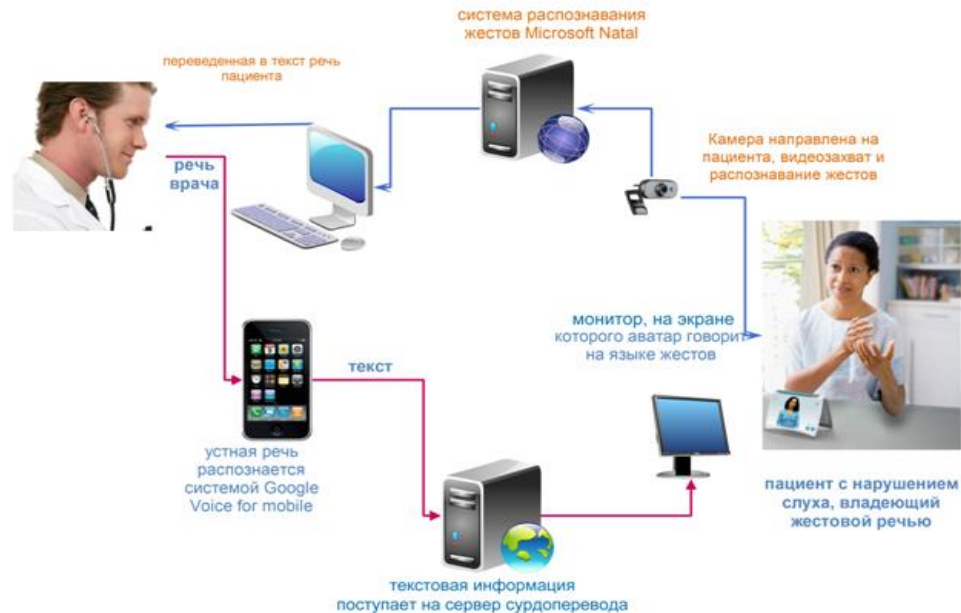 система распознавания
жестов Microsoft Natal
переведенная в текст речь
пациента
Камера направлена на
пациента, видеозахват и
распознавание жестов
речь
врача
монитор, на экране
которого аватар говорит
на языке жестов
текст
устная речь
распознается
системой Google
Voice for mobile
пациент с нарушением
слуха, владеющий
жестовой речью
текстовая информация
поступает на сервер сурдоперевода